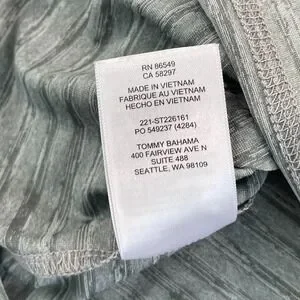 RN 86549
CA 58297
MADE IN VIETNAM
FABRIQUE AU VIETNAM
HECHO EN VIETNAM
221-ST226161
PO 549237 (4284)
TOMMY BAHAMA
400 FAIRVIEW AVE N
SUITE 488
SEATTLE, WA 98109